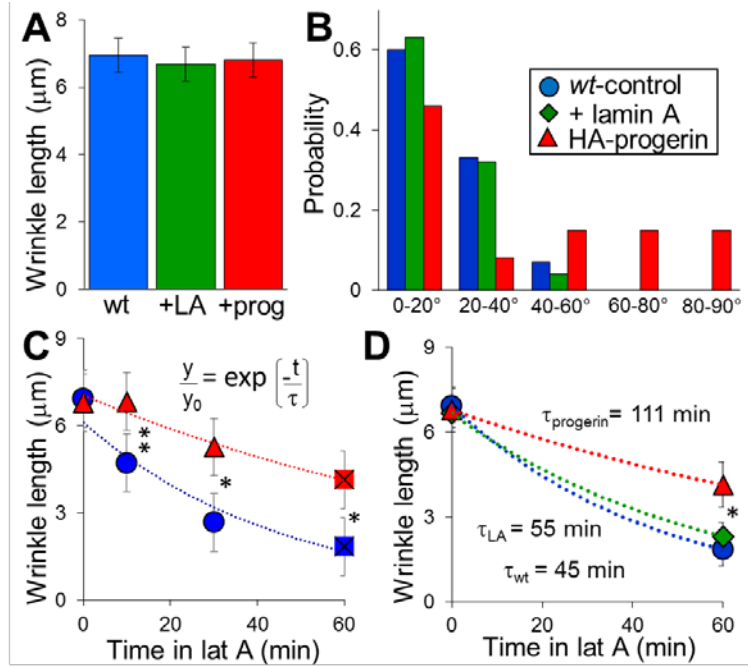 A
Wrinkle length (μm)
8
6
4
2
0
wt +LA +prog
B
Probability
0.6
0.4
0.2
0
wt-control
+ lamin A
HA-progerin
0-20° 20-40° 40-60° 60-80° 80-90°
C
Wrinkle length (μm)
9
6
3
0
y/y₀ = exp (-t/τ)
**
*
*
0 20 40 60
Time in lat A (min)
D
Wrinkle length (μm)
9
6
3
0
τprogerin = 111 min
τLA = 55 min
τwt = 45 min
*
0 20 40 60
Time in lat A (min)